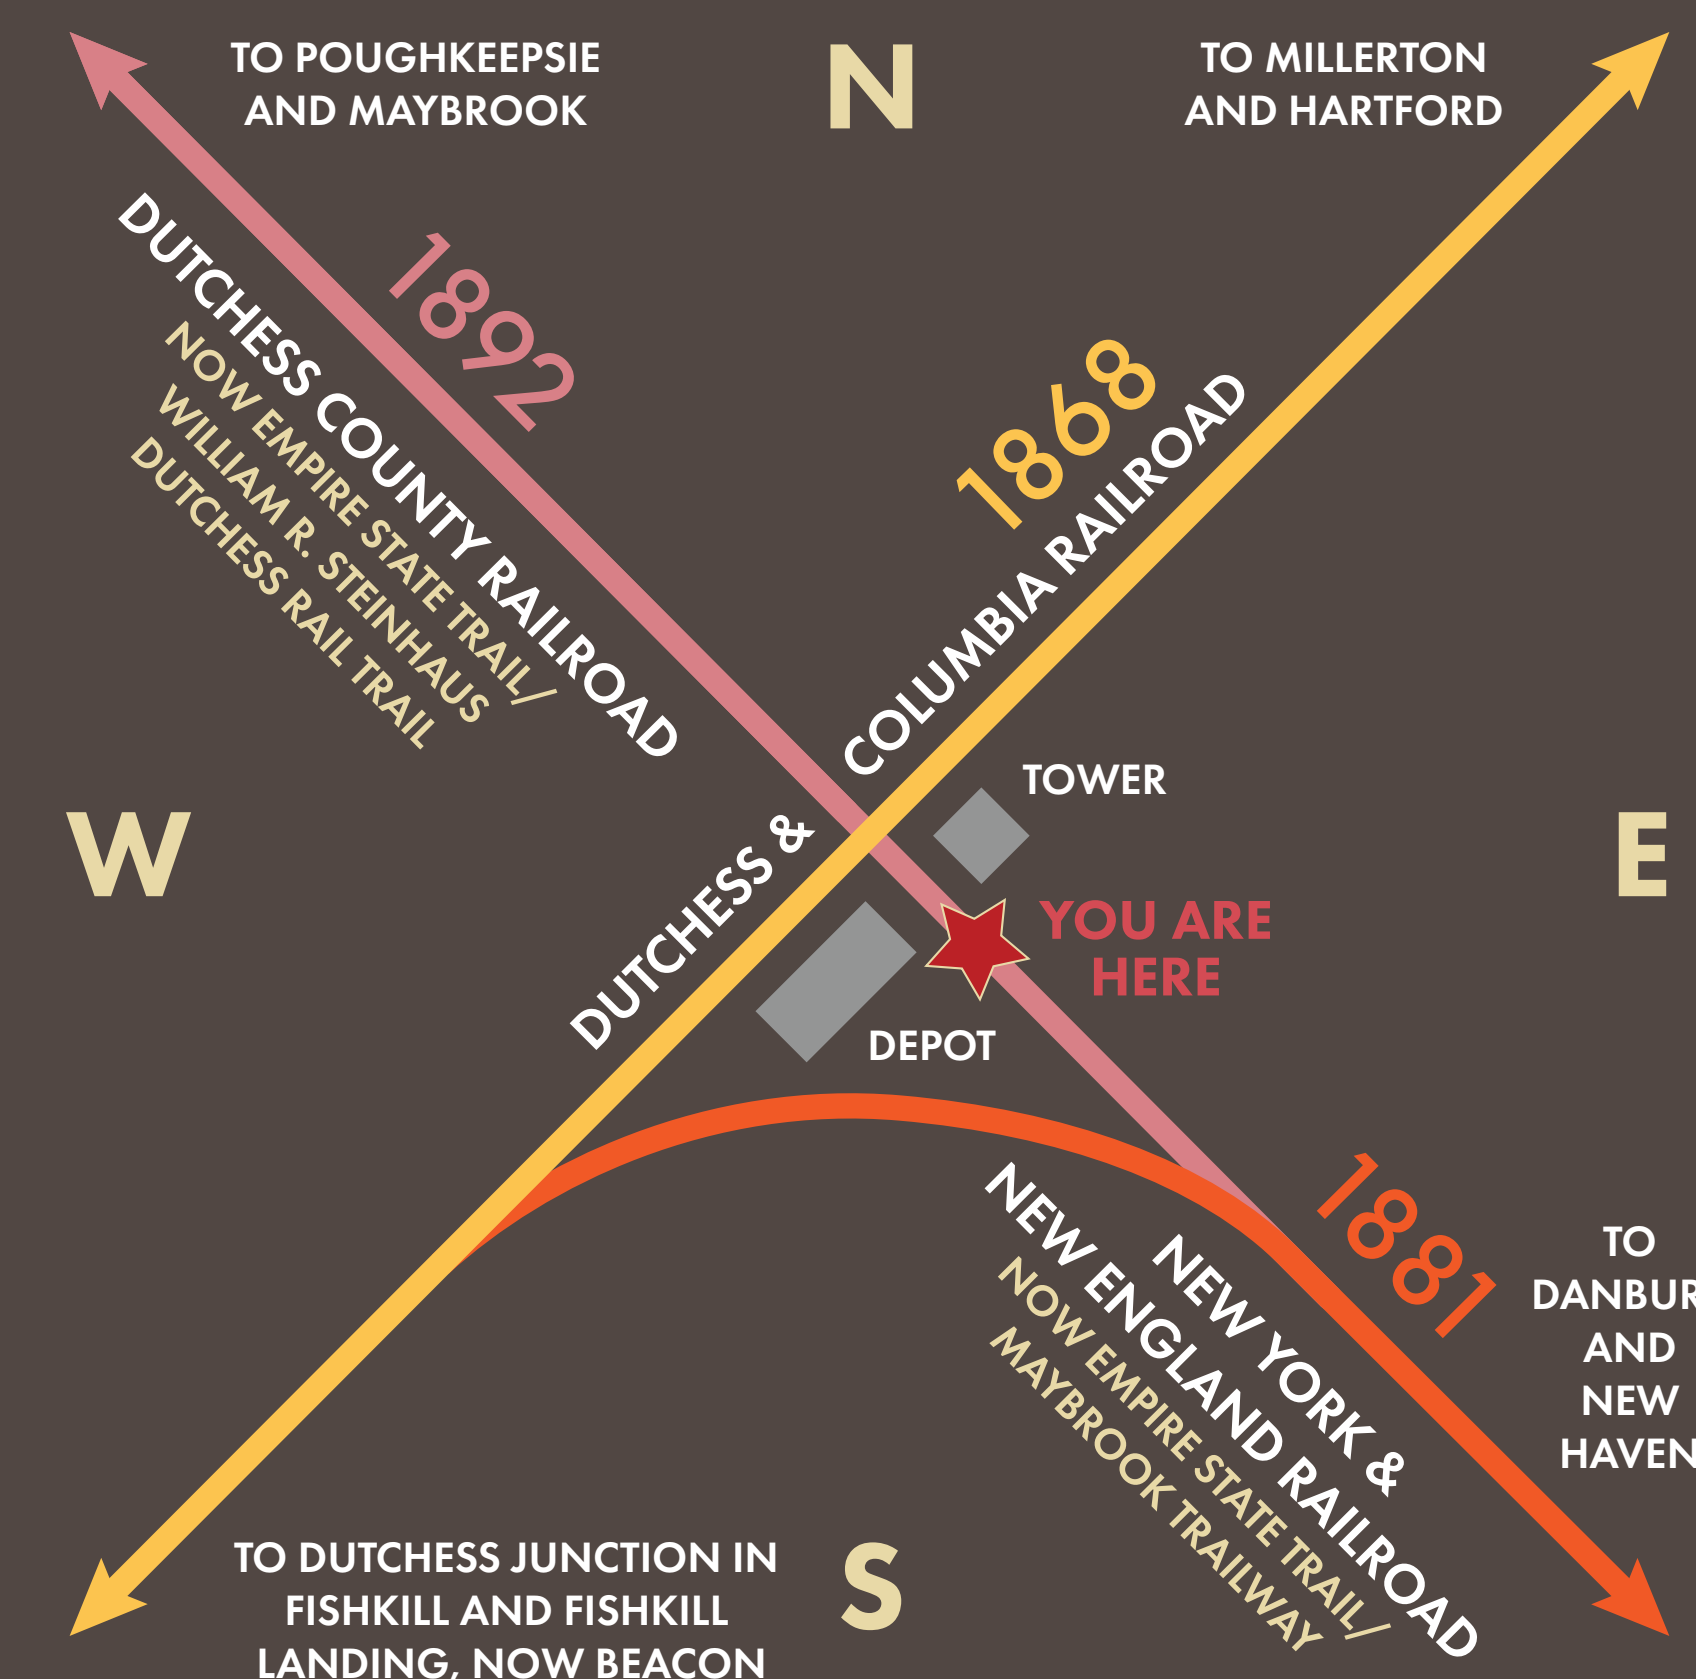 TO POUGHKEEPSIE
AND MAYBROOK
N
TO MILLERTON
AND HARTFORD
DUTCHESS COUNTY RAILROAD
1892
NOW EMPIRE STATE TRAIL/
WILLIAM R. STEINHAUS
DUTCHESS RAIL TRAIL
1868
DUTCHESS & COLUMBIA RAILROAD
TOWER
W
E
YOU ARE
HERE
DEPOT
1881
NEW YORK &
NEW ENGLAND RAILROAD
NOW EMPIRE STATE TRAIL/
MAYBROOK TRAILWAY
TO
DANBUR
AND
NEW
HAVEN
TO DUTCHESS JUNCTION IN
FISHKILL AND FISHKILL
LANDING, NOW BEACON
S